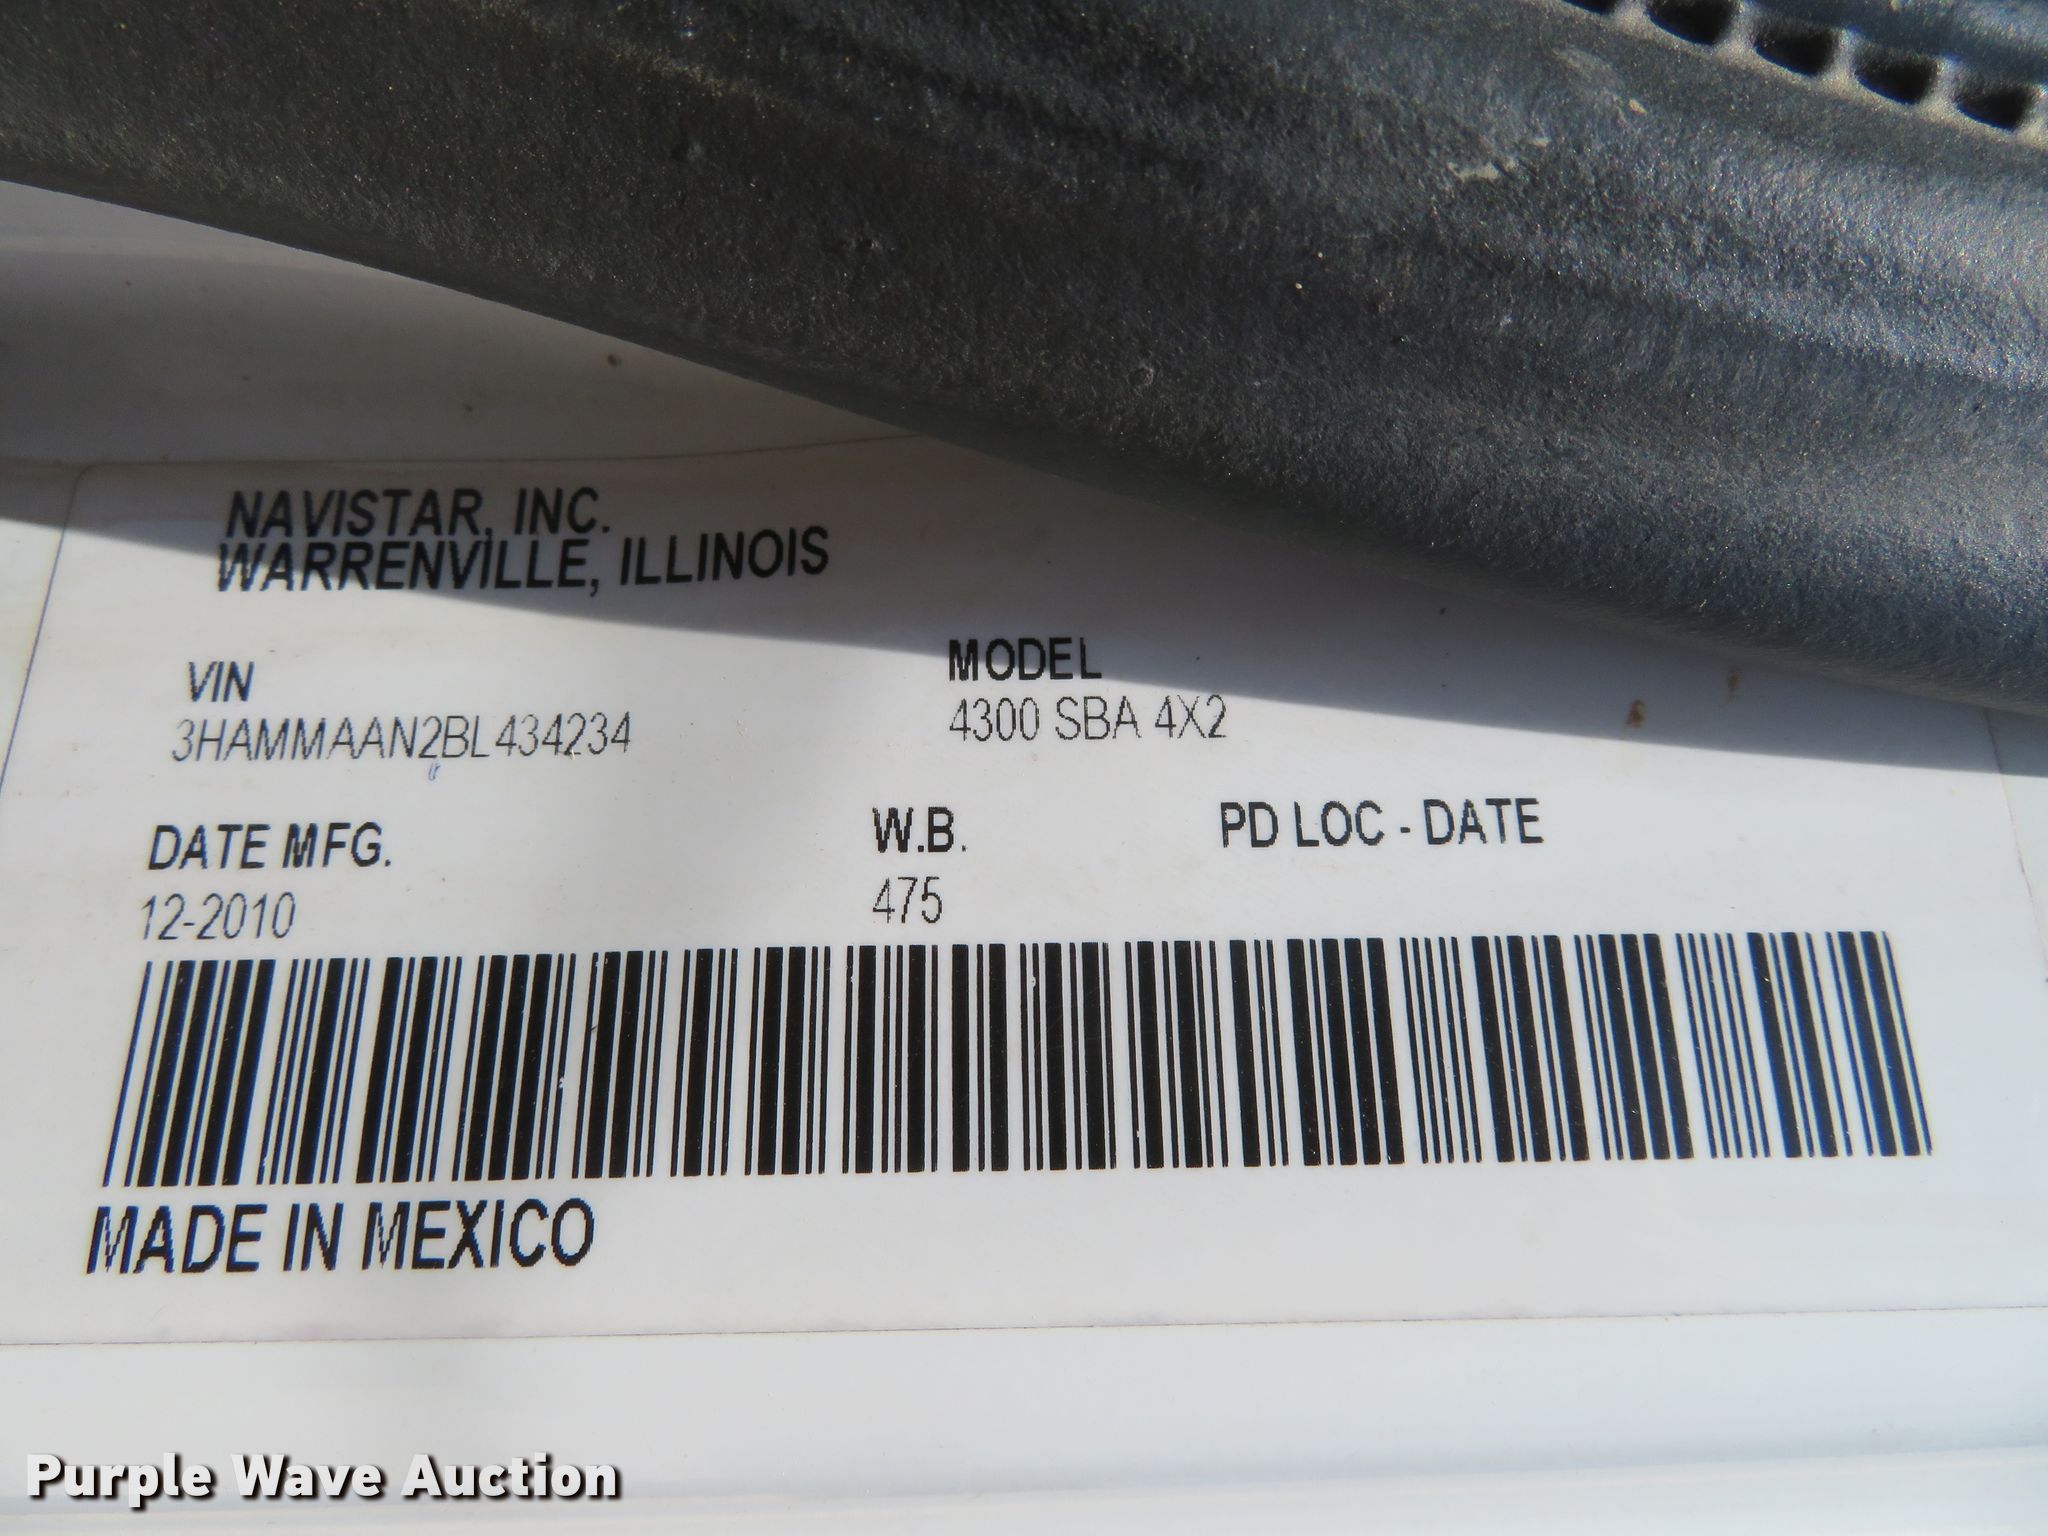 NAVISTAR, INC.
WARRENVILLE, ILLINOIS
VIN
3HAMMAAN2BL434234
MODEL
4300 SBA 4X2
DATE MFG.
12-2010
W.B.
475
PD LOC - DATE
MADE IN MEXICO
Purple Wave Auction